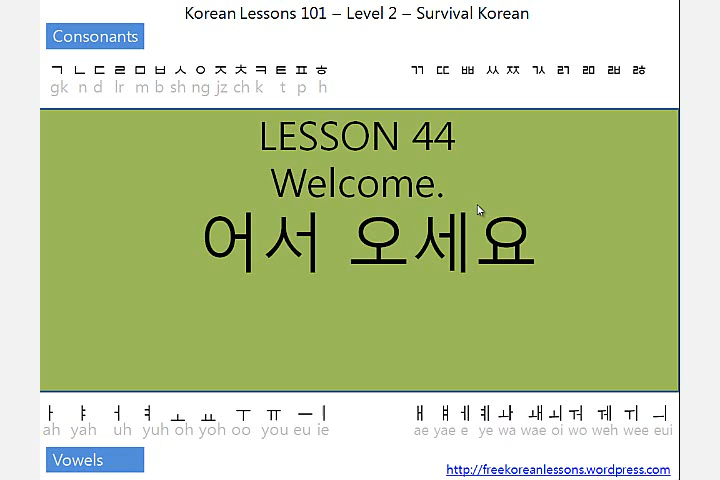 Korean Lessons 101 – Level 2 – Survival Korean
Consonants
ㄱ ㄴ ㄷ ㄹ ㅁ ㅂ ㅅ ㅇ ㅈ ㅊ ㅋ ㅌ ㅍ ㅎ
gk n d lr m b sh ng jz ch k t p h
ㄲ ㄸ ㅃ ㅆ ㅉ ㄳ ㄺ ㄻ ㄼ ㅀ
LESSON 44
Welcome.
어서 오세요
ㅏ ㅑ ㅓ ㅕ ㅗ ㅛ ㅜ ㅠ ㅡ ㅣ
ah yah uh yuh oh yoh oo you eu ie
ㅐ ㅒ ㅔ ㅖ ㅘ ㅙ ㅚ ㅝ ㅞ ㅟ ㅢ
ae yae e ye wa wae oi wo weh wee eui
Vowels
http://freekoreanlessons.wordpress.com